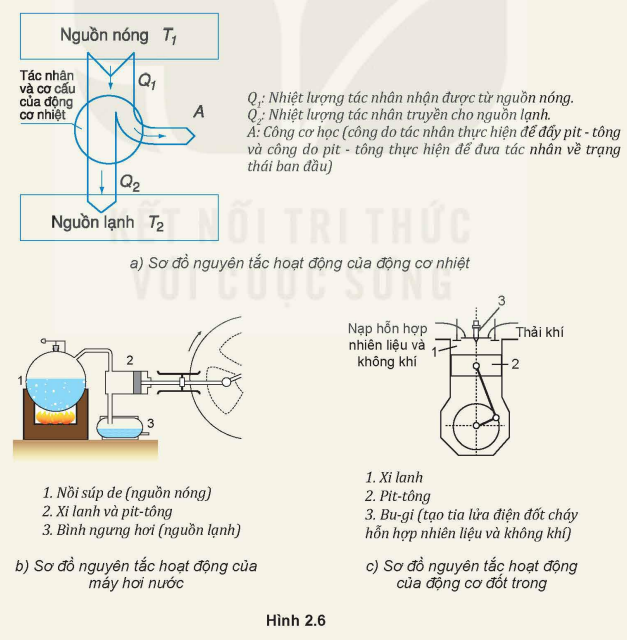 Nguồn nóng T₁
Tác nhân
và cơ cấu
của động
cơ nhiệt
Q₁
A
Q₂
Nguồn lạnh T₂
Q₁: Nhiệt lượng tác nhân nhận được từ nguồn nóng.
Q₂: Nhiệt lượng tác nhân truyền cho nguồn lạnh.
A: Công cơ học (công do tác nhân thực hiện để đẩy pit - tông
và công do pit - tông thực hiện để đưa tác nhân về trạng
thái ban đầu)
KẾT NỐI TRI THỨC
VỚI CUỘC SỐNG
a) Sơ đồ nguyên tắc hoạt động của động cơ nhiệt
1
2
3
1. Nồi súp de (nguồn nóng)
2. Xi lanh và pit-tông
3. Bình ngưng hơi (nguồn lạnh)
b) Sơ đồ nguyên tắc hoạt động của
máy hơi nước
3
Nạp hỗn hợp
nhiên liệu và
không khí
1
Thải khí
2
1. Xi lanh
2. Pit-tông
3. Bu-gi (tạo tia lửa điện đốt cháy
hỗn hợp nhiên liệu và không khí)
c) Sơ đồ nguyên tắc hoạt động
của động cơ đốt trong
Hình 2.6